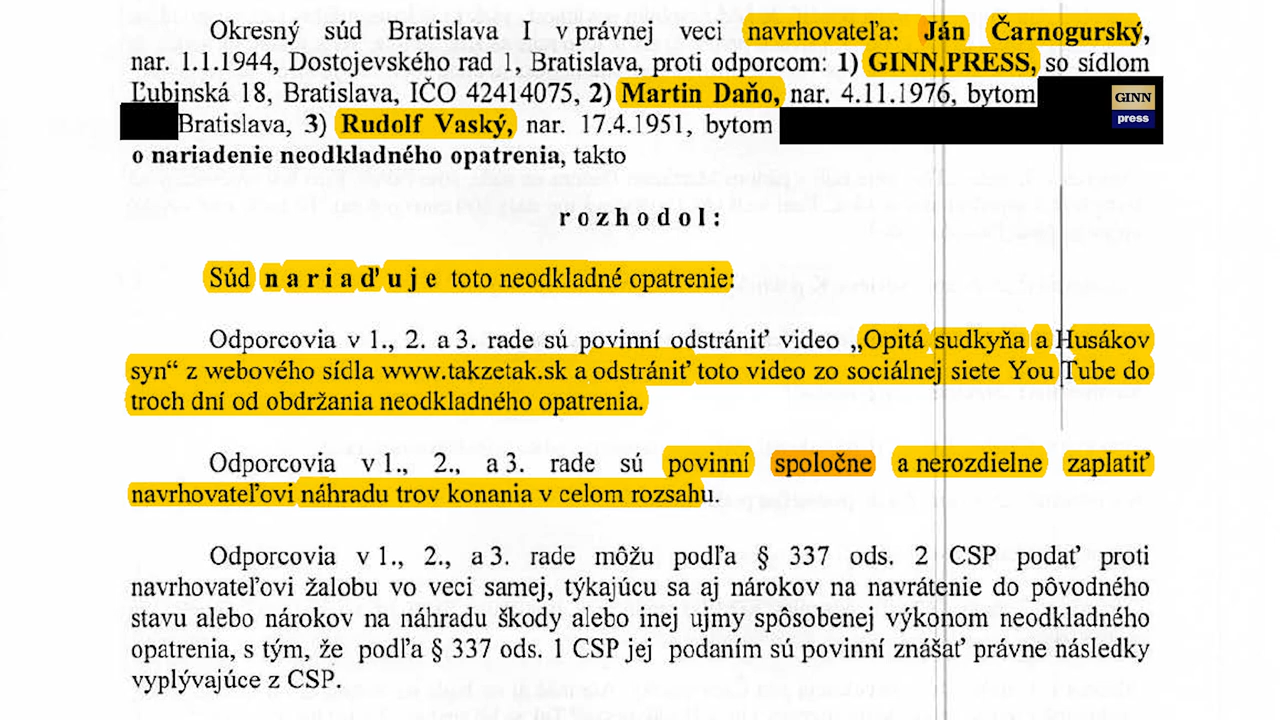 Okresný súd Bratislava I v právnej veci navrhovateľa: Ján Čarnogurský,
nar. 1.1.1944, Dostojevského rad 1, Bratislava, proti odporcom: 1) GINN.PRESS, so sídlom
Ľubinská 18, Bratislava, IČO 42414075, 2) Martin Daňo, nar. 4.11.1976, bytom
GINN
press
Bratislava, 3) Rudolf Vaský, nar. 17.4.1951, bytom
o nariadenie neodkladného opatrenia, takto
r o z h o d o l :
Súd n a r i a ď u j e toto neodkladné opatrenie:
Odporcovia v 1., 2. a 3. rade sú povinní odstrániť video „Opitá sudkyňa a Husákov
syn“ z webového sídla www.takzetak.sk a odstrániť toto video zo sociálnej siete You Tube do
troch dní od obdržania neodkladného opatrenia.
Odporcovia v 1., 2., a 3. rade sú povinní spoločne a nerozdielne zaplatiť
navrhovateľovi náhradu trov konania v celom rozsahu.
Odporcovia v 1., 2., a 3. rade môžu podľa § 337 ods. 2 CSP podať proti
navrhovateľovi žalobu vo veci samej, týkajúcu sa aj nárokov na navrátenie do pôvodného
stavu alebo nárokov na náhradu škody alebo inej ujmy spôsobenej výkonom neodkladného
opatrenia, s tým, že podľa § 337 ods. 1 CSP jej podaním sú povinní znášať právne následky
vyplývajúce z CSP.